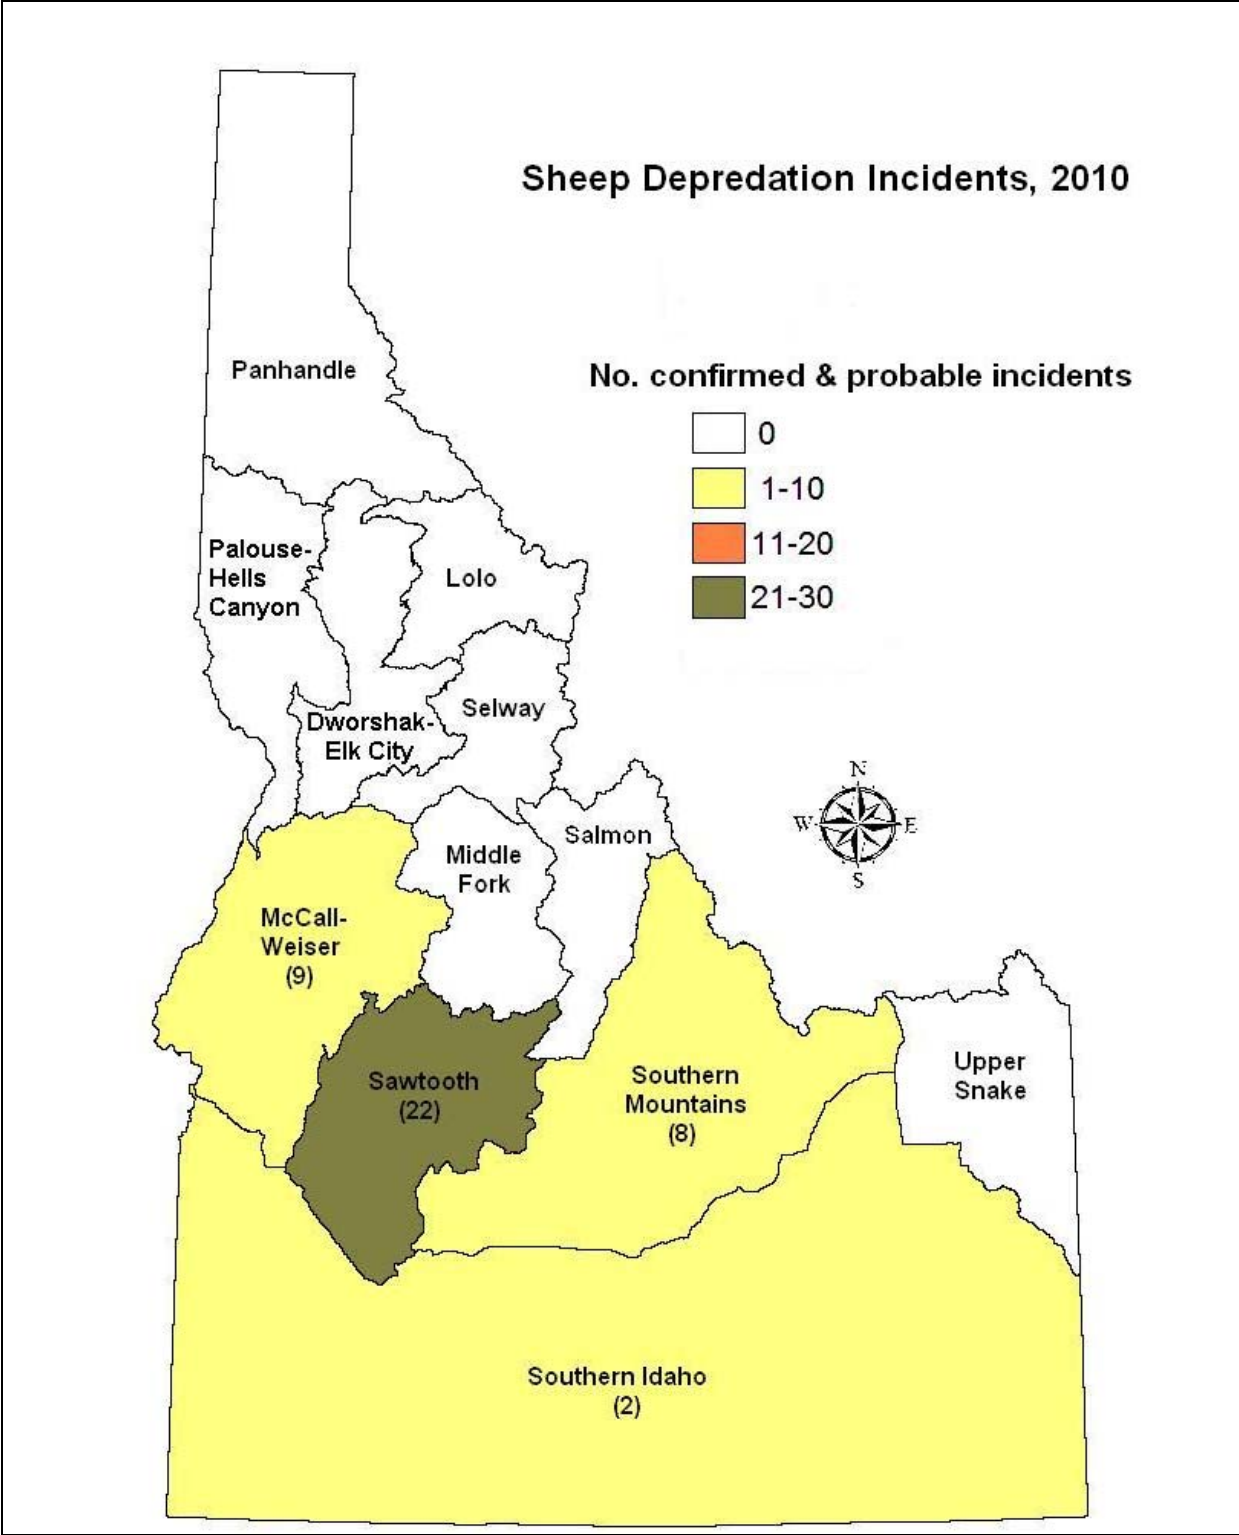 Sheep Depredation Incidents, 2010
No. confirmed & probable incidents
0
1-10
11-20
21-30
Panhandle
Palouse-
Hells
Canyon
Lolo
Dworshak-
Elk City
Selway
N
W
E
S
Salmon
Middle
Fork
McCall-
Weiser
(9)
Sawtooth
(22)
Southern
Mountains
(8)
Upper
Snake
Southern Idaho
(2)